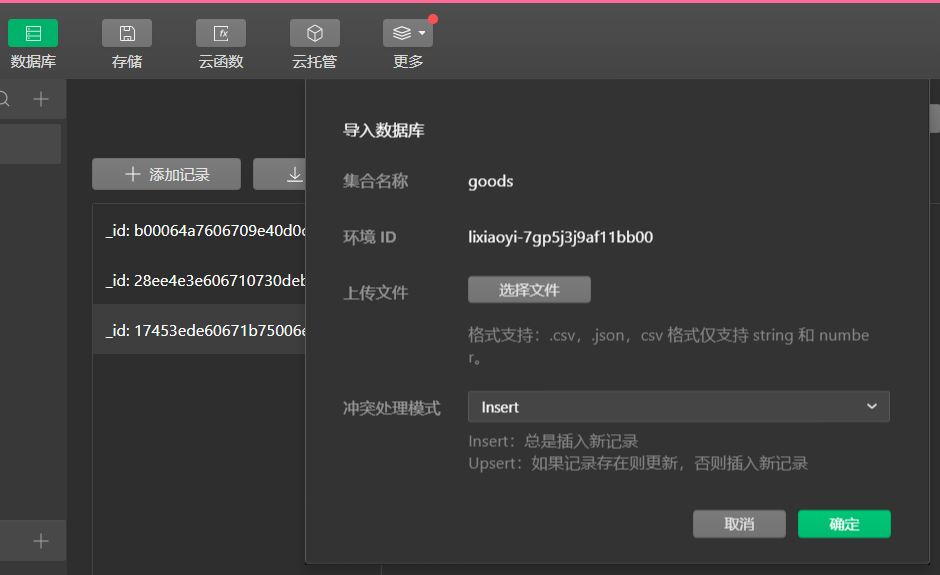 数据库
存储
云函数
云托管
更多
添加记录
_id: b00064a7606709e40d0
_id: 28ee4e3e606710730deb
_id: 17453ede60671b75006e
导入数据库
集合名称 goods
环境 ID lixiaoyi-7gp5j3j9af11bb00
上传文件 选择文件
格式支持：.csv，.json，csv 格式仅支持 string 和 numbe
r。
冲突处理模式 Insert
Insert：总是插入新记录
Upsert：如果记录存在则更新，否则插入新记录
取消 确定